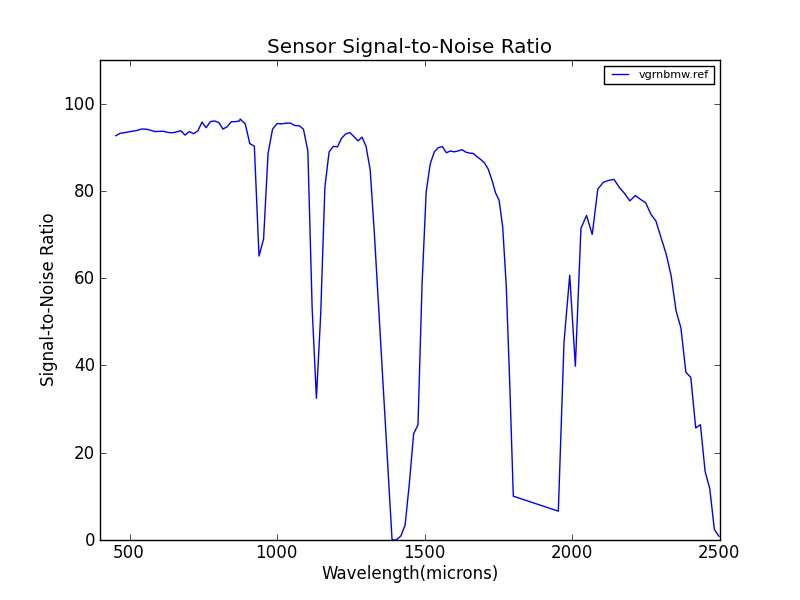 Sensor Signal-to-Noise Ratio
vgrnbmw.ref
100
80
60
40
20
0
Signal-to-Noise Ratio
500
1000
1500
2000
2500
Wavelength(microns)